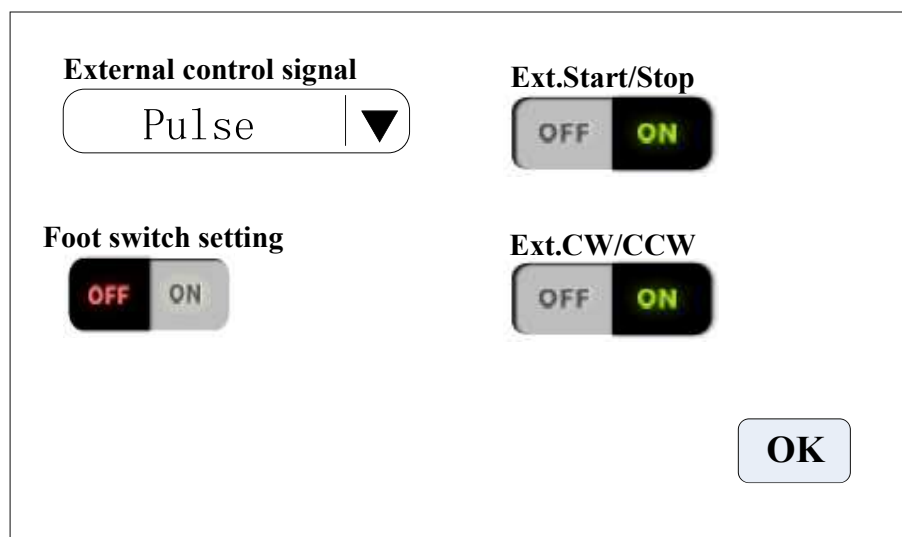 External control signal
Pulse
Ext.Start/Stop
OFF ON
Foot switch setting
OFF ON
Ext.CW/CCW
OFF ON
OK